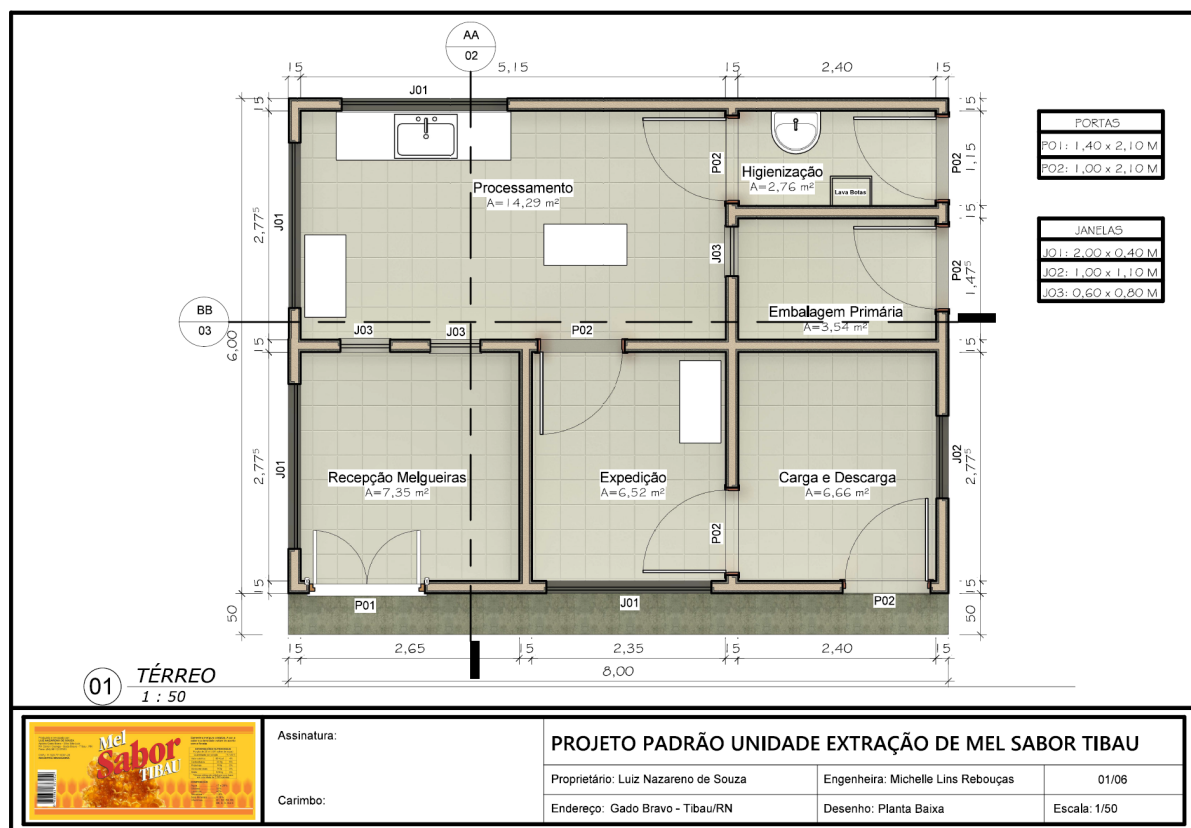 AA
02
15
5,15
15
2,40
15
J01
15
15
PORTAS
P01: 1,40 x 2,10 M
P02: 1,00 x 2,10 M
P02
Higienização
A=2,76 m²
Lava Botas
P02
1,15
Processamento
A=14,29 m²
15
2,77⁵
J01
JANELAS
J01: 2,00 x 0,40 M
J02: 1,00 x 1,10 M
J03: 0,60 x 0,80 M
J03
P02
1,47⁵
BB
03
Embalagem Primária
A=3,54 m²
6,00
J03
J03
P02
15
15
2,77⁵
J01
Recepção Melgueiras
A=7,35 m²
Expedição
A=6,52 m²
Carga e Descarga
A=6,66 m²
J02
2,77⁵
P02
15
15
P01
J01
P02
50
50
15
2,65
15
2,35
15
2,40
15
8,00
01
TÉRREO
1 : 50
Mel
Sabor
TIBAU
Assinatura:
Carimbo:
PROJETO PADRÃO UNIDADE EXTRAÇÃO DE MEL SABOR TIBAU
Proprietário: Luiz Nazareno de Souza
Engenheira: Michelle Lins Rebouças
01/06
Endereço: Gado Bravo - Tibau/RN
Desenho: Planta Baixa
Escala: 1/50